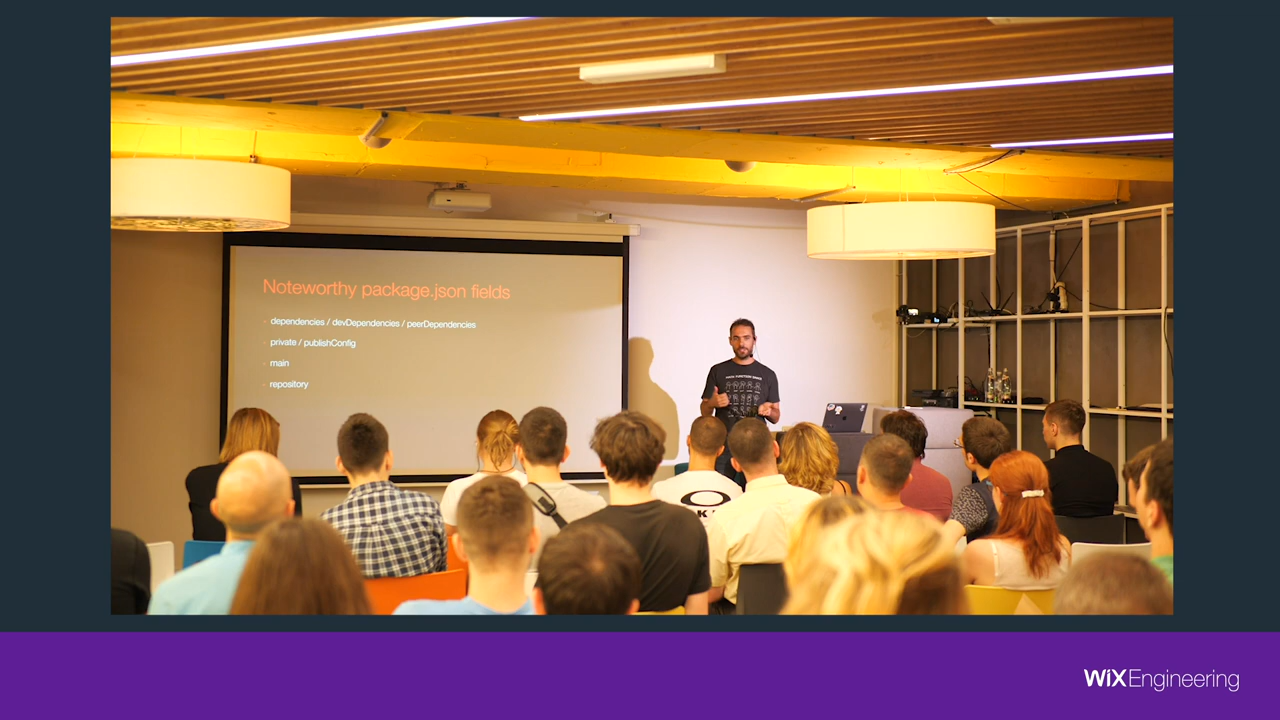 Noteworthy package.json fields
dependencies / devDependencies / peerDependencies
private / publishConfig
main
repository
WiX Engineering